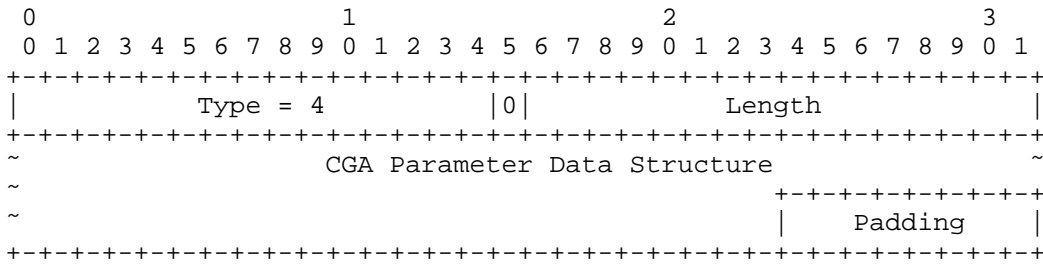 0                   1                   2                   3
 0 1 2 3 4 5 6 7 8 9 0 1 2 3 4 5 6 7 8 9 0 1 2 3 4 5 6 7 8 9 0 1
+-+-+-+-+-+-+-+-+-+-+-+-+-+-+-+-+-+-+-+-+-+-+-+-+-+-+-+-+-+-+-+-+
|           Type = 4          |0|            Length             |
+-+-+-+-+-+-+-+-+-+-+-+-+-+-+-+-+-+-+-+-+-+-+-+-+-+-+-+-+-+-+-+-+
~                   CGA Parameter Data Structure                ~
~                                               +-+-+-+-+-+-+-+-+
~                                               |    Padding    |
+-+-+-+-+-+-+-+-+-+-+-+-+-+-+-+-+-+-+-+-+-+-+-+-+-+-+-+-+-+-+-+-+